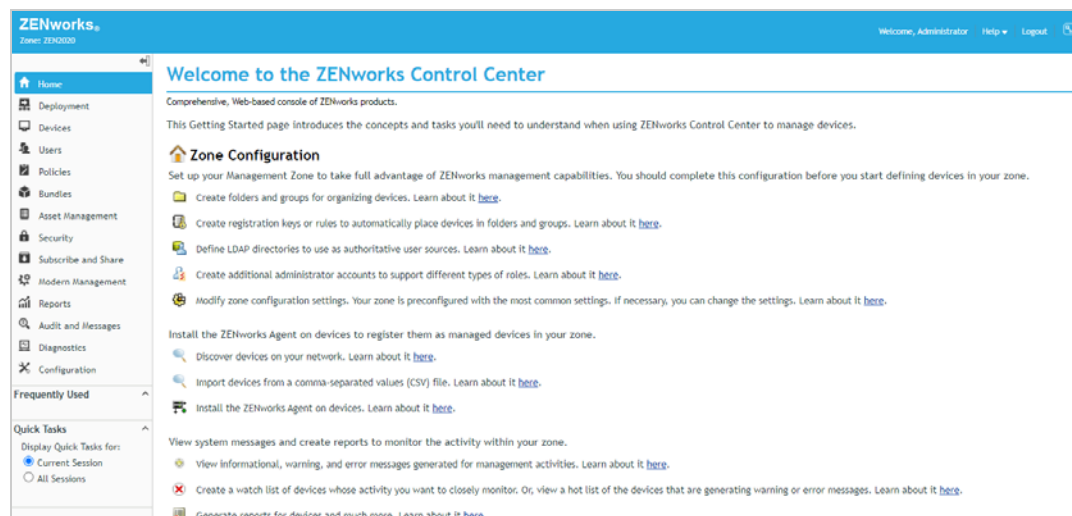 ZENworks®
Zone: ZEN2020
Welcome, Administrator Help Logout
Home
Deployment
Devices
Users
Policies
Bundles
Asset Management
Security
Subscribe and Share
Modern Management
Reports
Audit and Messages
Diagnostics
Configuration
Frequently Used
Quick Tasks
Display Quick Tasks for:
Current Session
All Sessions
Welcome to the ZENworks Control Center
Comprehensive, Web-based console of ZENworks products.
This Getting Started page introduces the concepts and tasks you'll need to understand when using ZENworks Control Center to manage devices.
Zone Configuration
Set up your Management Zone to take full advantage of ZENworks management capabilities. You should complete this configuration before you start defining devices in your zone.
Create folders and groups for organizing devices. Learn about it here.
Create registration keys or rules to automatically place devices in folders and groups. Learn about it here.
Define LDAP directories to use as authoritative user sources. Learn about it here.
Create additional administrator accounts to support different types of roles. Learn about it here.
Modify zone configuration settings. Your zone is preconfigured with the most common settings. If necessary, you can change the settings. Learn about it here.
Install the ZENworks Agent on devices to register them as managed devices in your zone.
Discover devices on your network. Learn about it here.
Import devices from a comma-separated values (CSV) file. Learn about it here.
Install the ZENworks Agent on devices. Learn about it here.
View system messages and create reports to monitor the activity within your zone.
View informational, warning, and error messages generated for management activities. Learn about it here.
Create a watch list of devices whose activity you want to closely monitor. Or, view a hot list of the devices that are generating warning or error messages. Learn about it here.
Generate reports for devices and much more. Learn about it here.